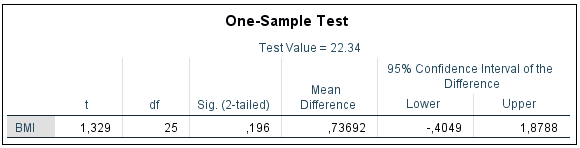 One-Sample Test
Test Value = 22.34
95% Confidence Interval of the Difference
t df Sig. (2-tailed) Mean Difference Lower Upper
BMI 1,329 25 ,196 ,73692 -,4049 1,8788